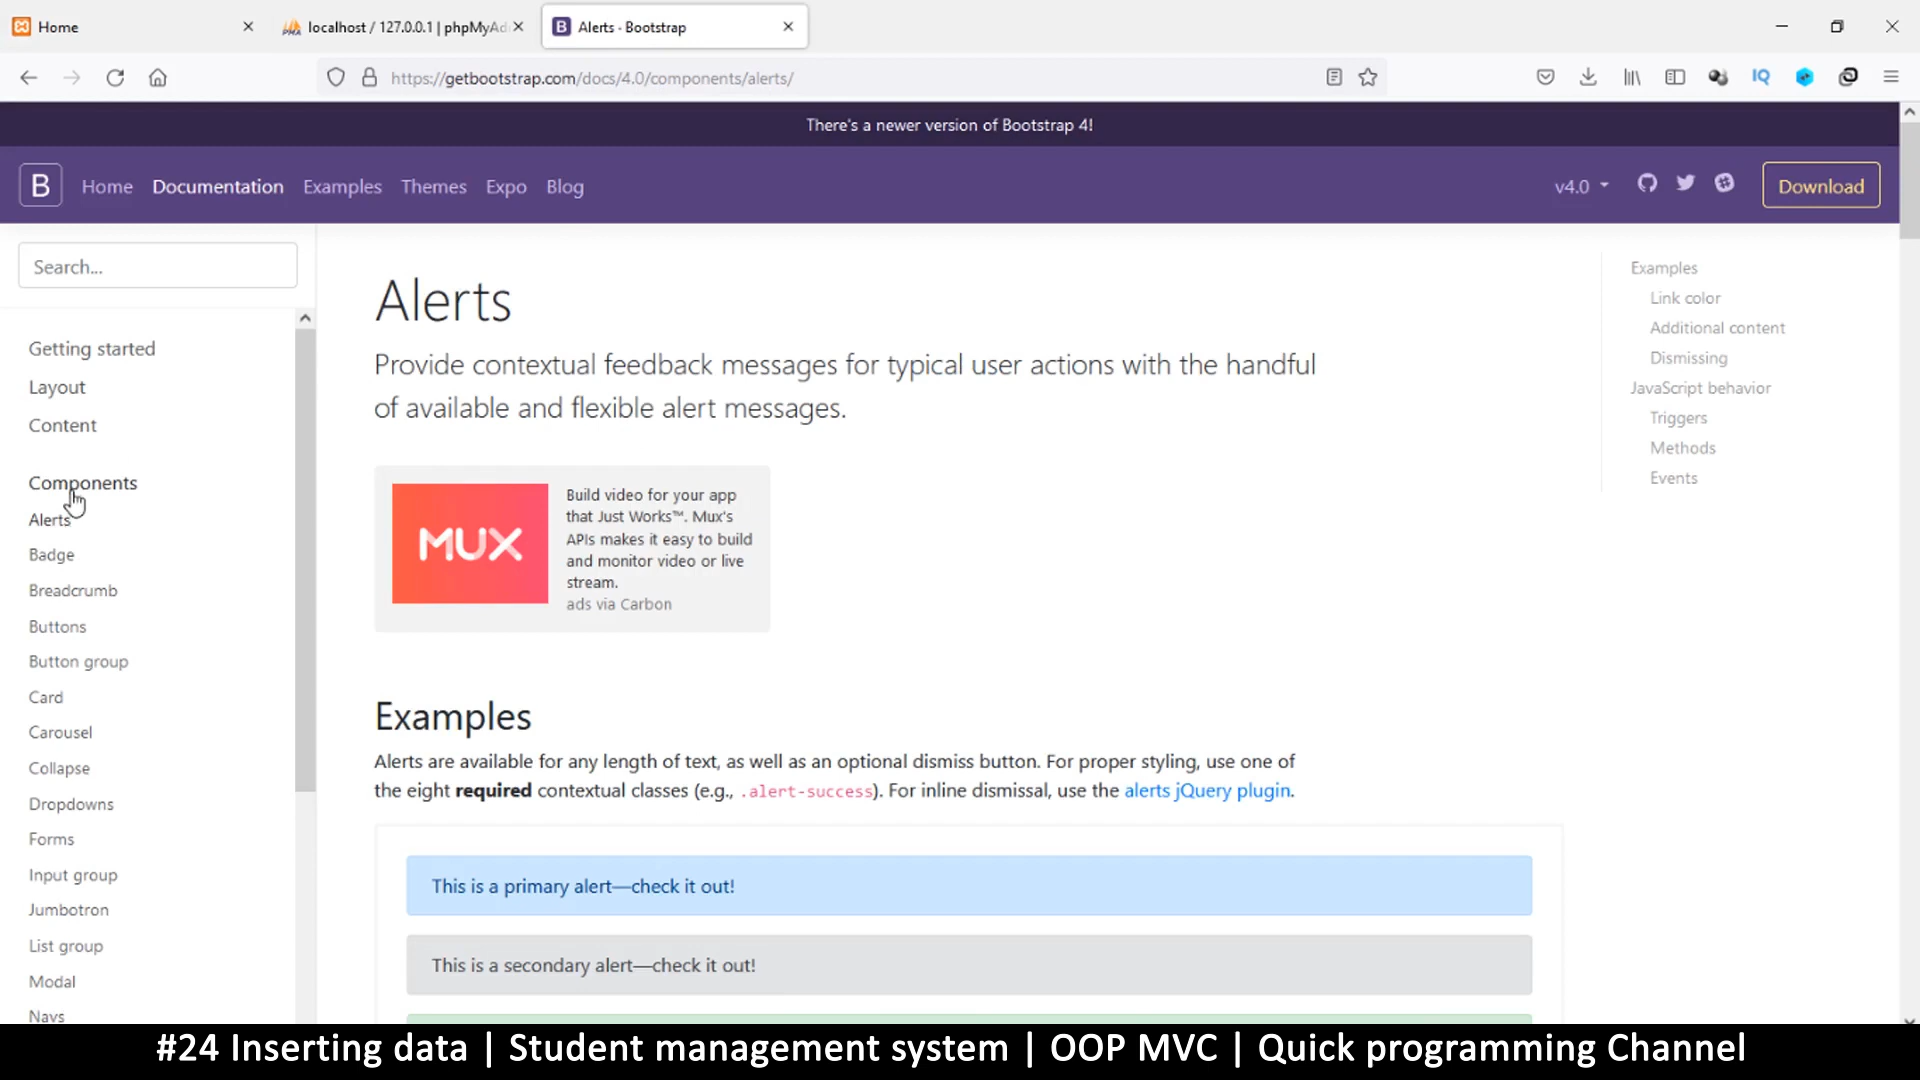 Home
localhost / 127.0.0.1 | phpMyAd
Alerts · Bootstrap
https://getbootstrap.com/docs/4.0/components/alerts/
IQ
There's a newer version of Bootstrap 4!
B
Home
Documentation
Examples
Themes
Expo
Blog
v4.0
Download
Search...
Getting started
Layout
Content
Components
Alerts
Badge
Breadcrumb
Buttons
Button group
Card
Carousel
Collapse
Dropdowns
Forms
Input group
Jumbotron
List group
Modal
Navs
Alerts
Provide contextual feedback messages for typical user actions with the handful
of available and flexible alert messages.
MUX
Build video for your app
that Just Works™. Mux's
APIs makes it easy to build
and monitor video or live
stream.
ads via Carbon
Examples
Alerts are available for any length of text, as well as an optional dismiss button. For proper styling, use one of
the eight required contextual classes (e.g., .alert-success). For inline dismissal, use the alerts jQuery plugin.
This is a primary alert—check it out!
This is a secondary alert—check it out!
Examples
Link color
Additional content
Dismissing
JavaScript behavior
Triggers
Methods
Events
#24 Inserting data | Student management system | OOP MVC | Quick programming Channel